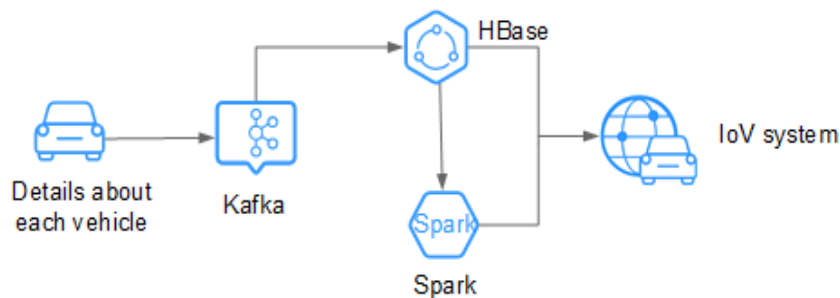 HBase
IoV system
Details about
each vehicle
Kafka
Spark
Spark